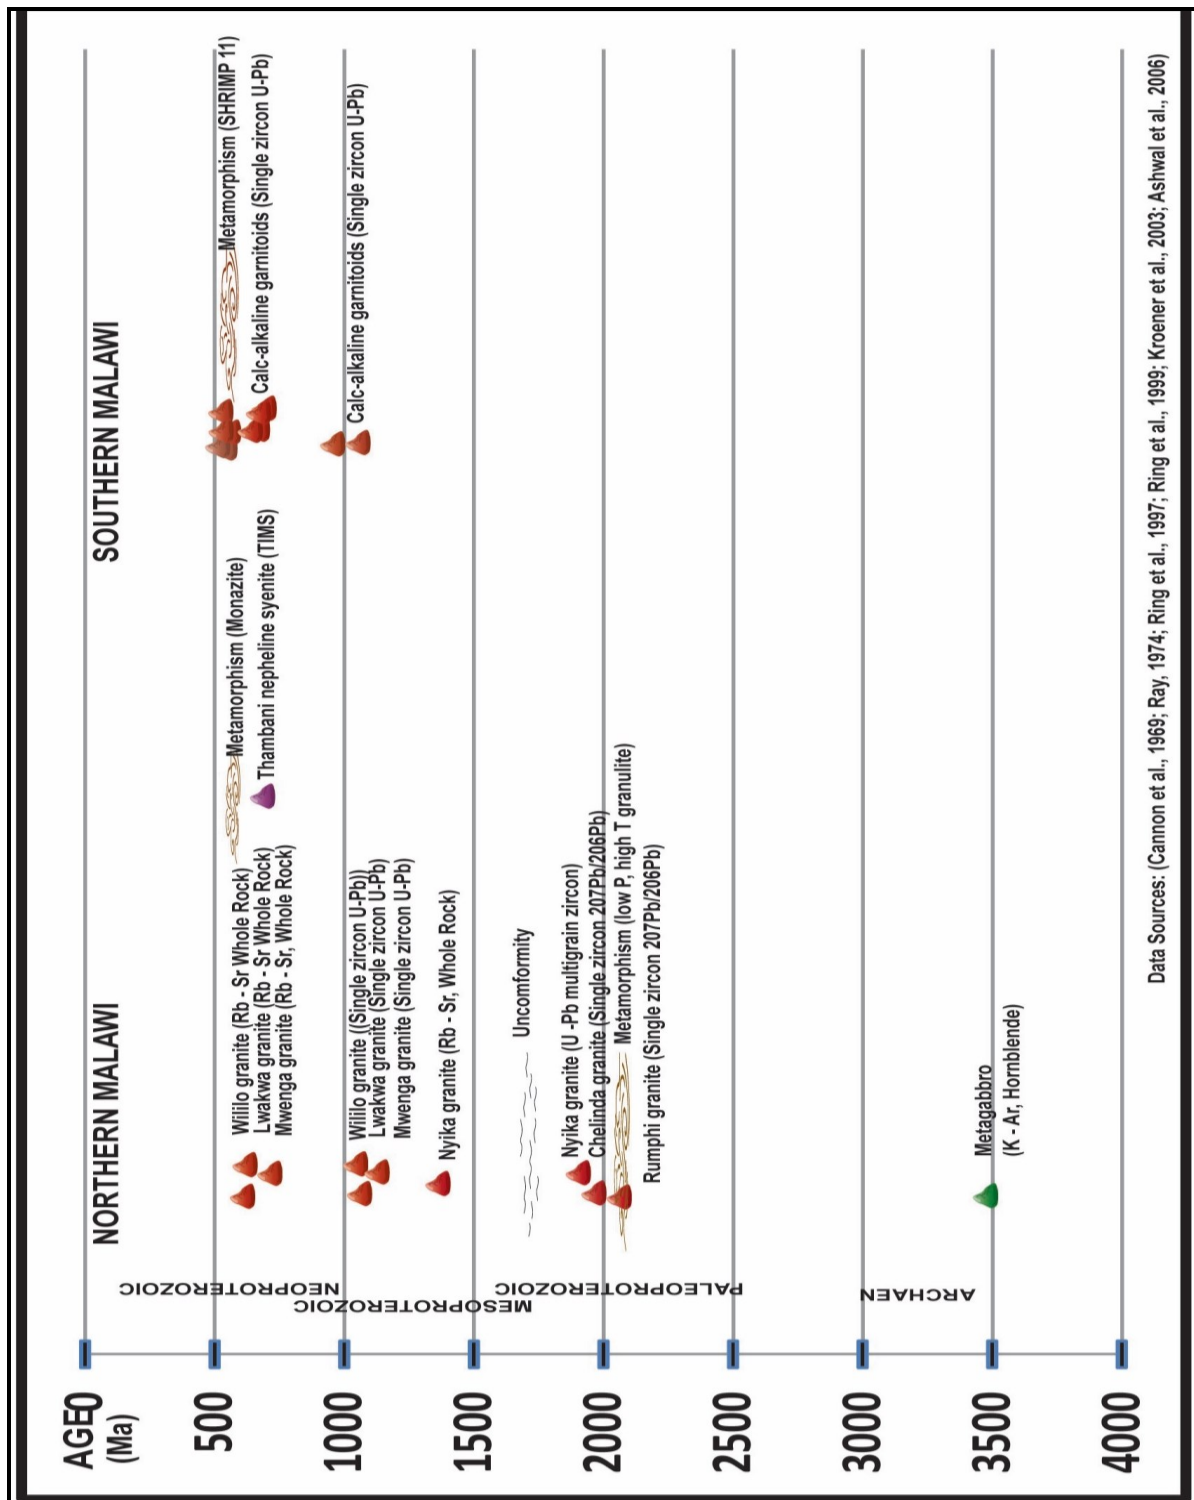 NORTHERN MALAWI
SOUTHERN MALAWI
AGE
(Ma)
0
500
1000
1500
2000
2500
3000
3500
4000
NEOPROTEROZOIC
MESOPROTEROZOIC
PALEOPROTEROZOIC
ARCHAEN
Wililo granite (Rb - Sr Whole Rock)
Lwakwa granite (Rb - Sr Whole Rock)
Mwenga granite (Rb - Sr, Whole Rock)
Metamorphism (Monazite)
Thambani nepheline syenite (TIMS)
Metamorphism (SHRIMP 11)
Calc-alkaline garnitoids (Single zircon U-Pb)
Wililo granite ((Single zircon U-Pb))
Lwakwa granite (Single zircon U-Pb)
Mwenga granite (Single zircon U-Pb)
Calc-alkaline garnitoids (Single zircon U-Pb)
Nyika granite (Rb - Sr, Whole Rock)
Uncomformity
Nyika granite (U -Pb multigrain zircon)
Chelinda granite (Single zircon 207Pb/206Pb)
Metamorphism (low P, high T granulite)
Rumphi granite (Single zircon 207Pb/206Pb)
Metagabbro
(K - Ar, Hornblende)
Data Sources: (Cannon et al., 1969; Ray, 1974; Ring et al., 1997; Ring et al., 1999; Kroener et al., 2003; Ashwal et al., 2006)